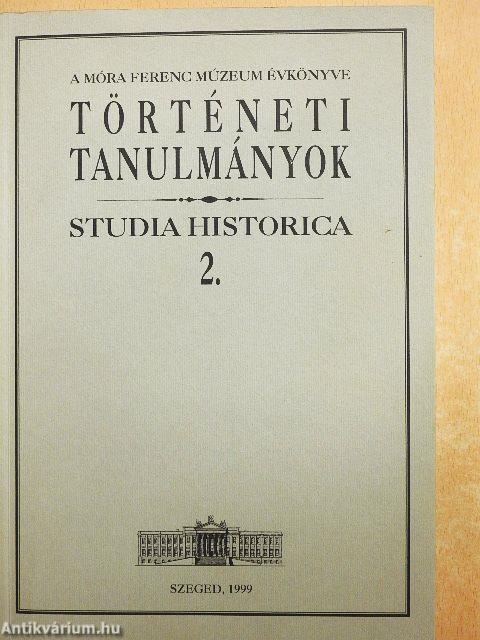 A MÓRA FERENC MÚZEUM ÉVKÖNYVE
TÖRTÉNETI
TANULMÁNYOK
STUDIA HISTORICA
2.
SZEGED, 1999
Antikvárium.hu